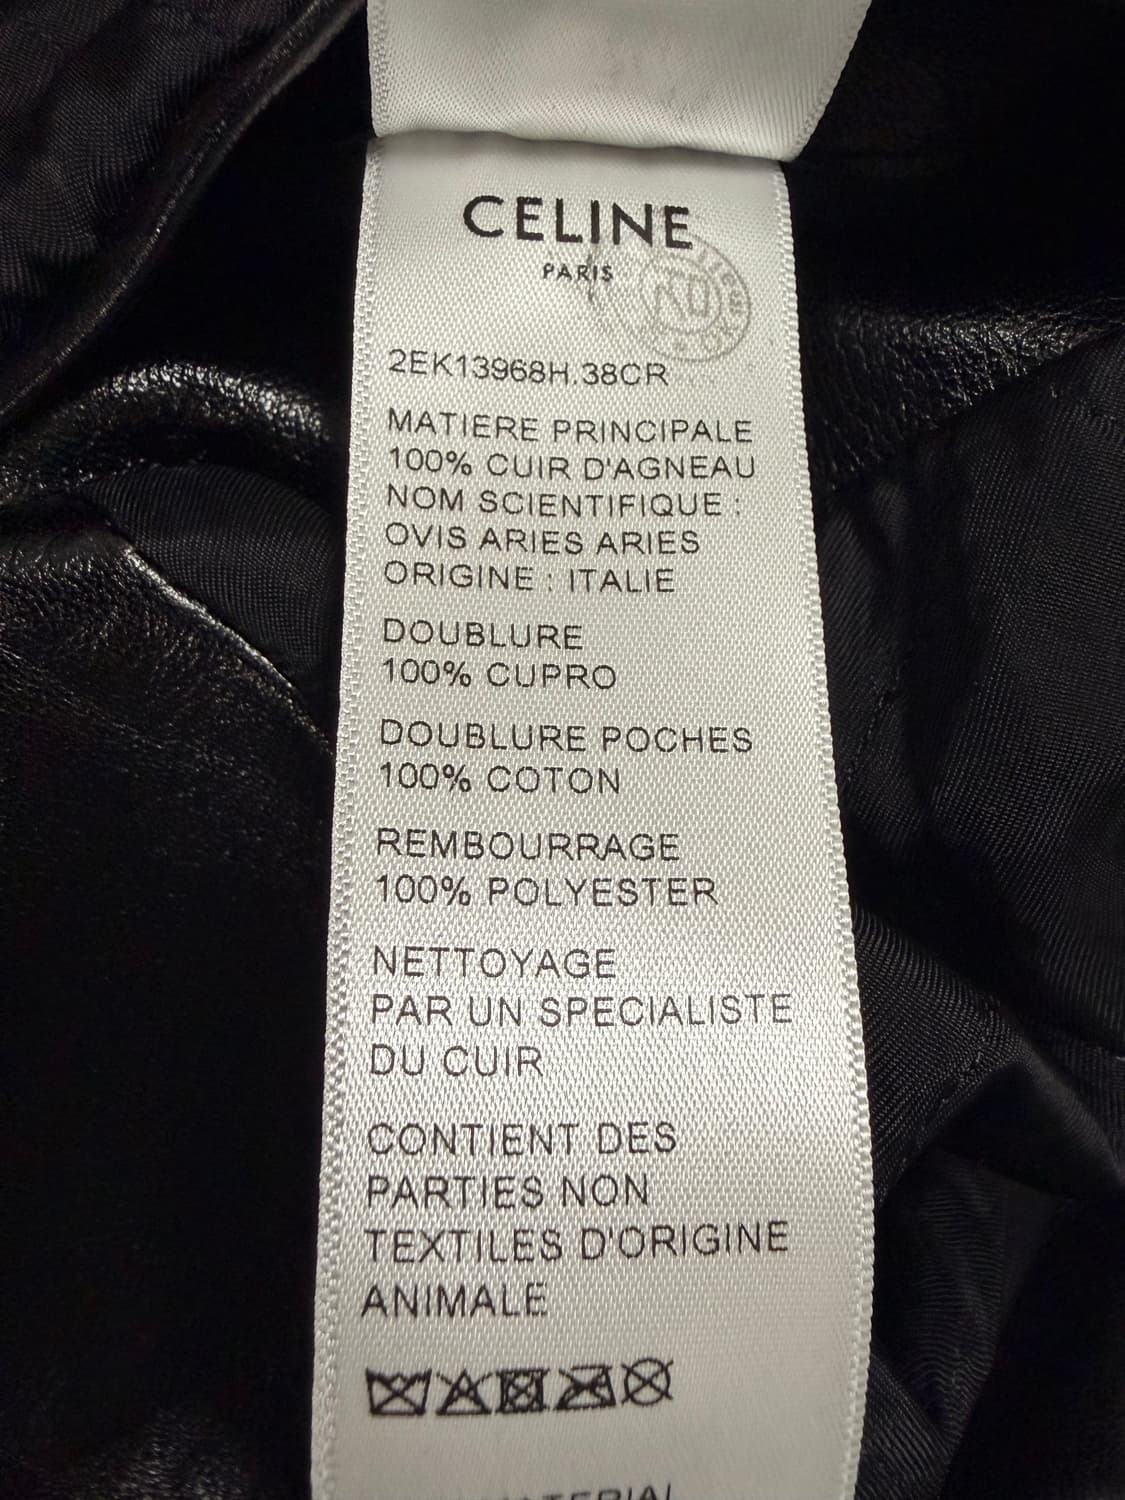 CELINE
PARIS
2EK13968H.38CR
MATIERE PRINCIPALE
100% CUIR D'AGNEAU
NOM SCIENTIFIQUE :
OVIS ARIES ARIES
ORIGINE : ITALIE
DOUBLURE
100% CUPRO
DOUBLURE POCHES
100% COTON
REMBOURRAGE
100% POLYESTER
NETTOYAGE
PAR UN SPECIALISTE
DU CUIR
CONTIENT DES
PARTIES NON
TEXTILES D'ORIGINE
ANIMALE
MATERIAL